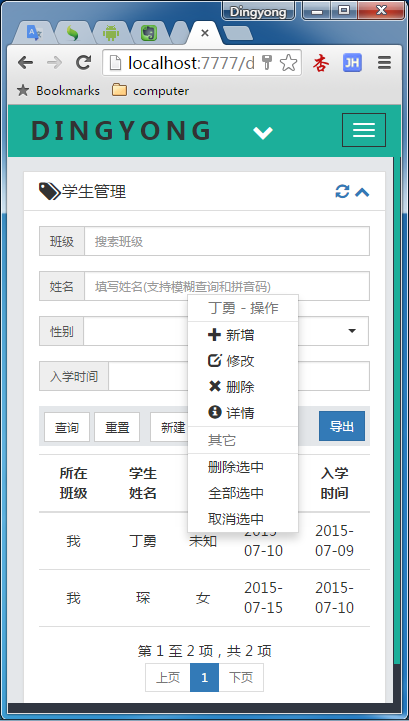 Dingyong
localhost:7777/d
JH
Bookmarks
computer
DINGYONG
学生管理
班级
搜索班级
姓名
填写姓名(支持模糊查询和拼音码)
性别
入学时间
丁勇 - 操作
新增
修改
删除
详情
其它
删除选中
全部选中
取消选中
查询
重置
新建
导出
所在
班级
学生
姓名
入学
时间
我
丁勇
未知
2015-
07-10
2015-
07-09
我
琛
女
2015-
07-15
2015-
07-10
第 1 至 2 项，共 2 项
上页
1
下页